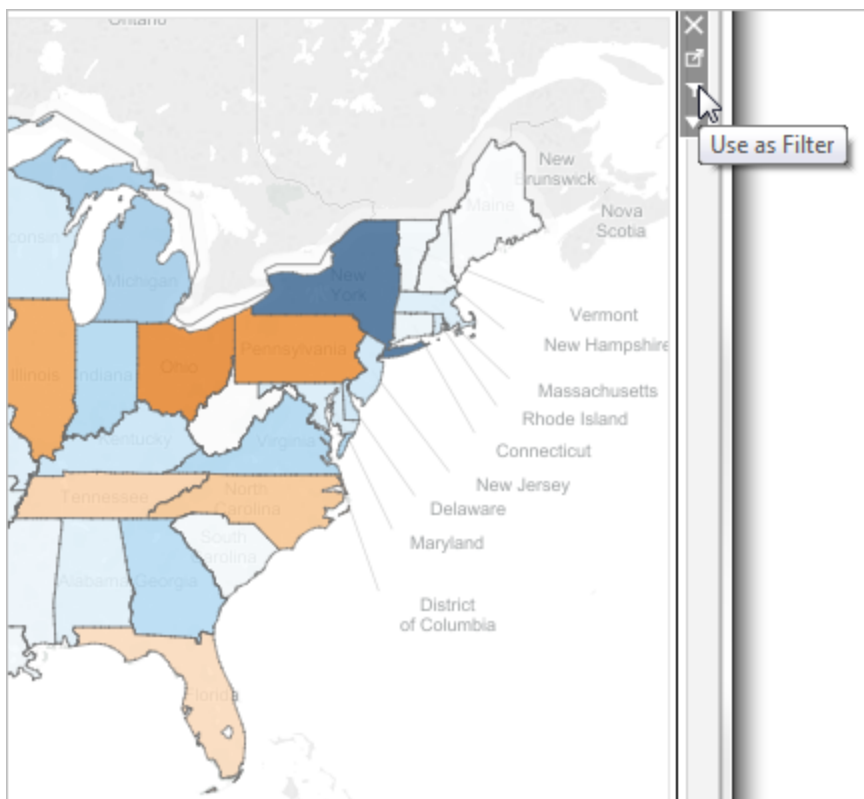 Ontario
Use as Filter
New
Brunswick
Maine
Nova
Scotia
consin
Michigan
New
York
Vermont
New Hampshire
Illinois
Indiana
Ohio
Pennsylvania
Massachusetts
Rhode Island
Connecticut
Kentucky
Virginia
New Jersey
Tennessee
North
Carolina
Delaware
Maryland
South
Carolina
Alabama
Georgia
District
of Columbia
Florida